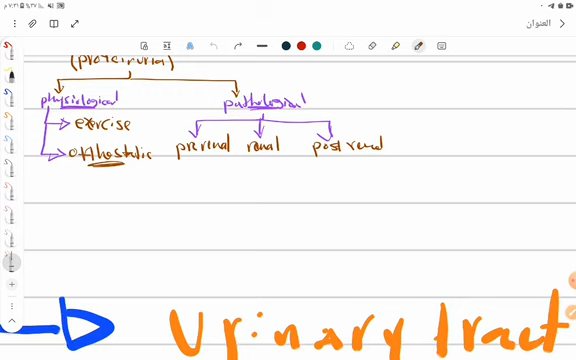 العنوان
(proteinuria)
physiological pathological
exercise
orthostatic prerenal renal post renal
Urinary tract